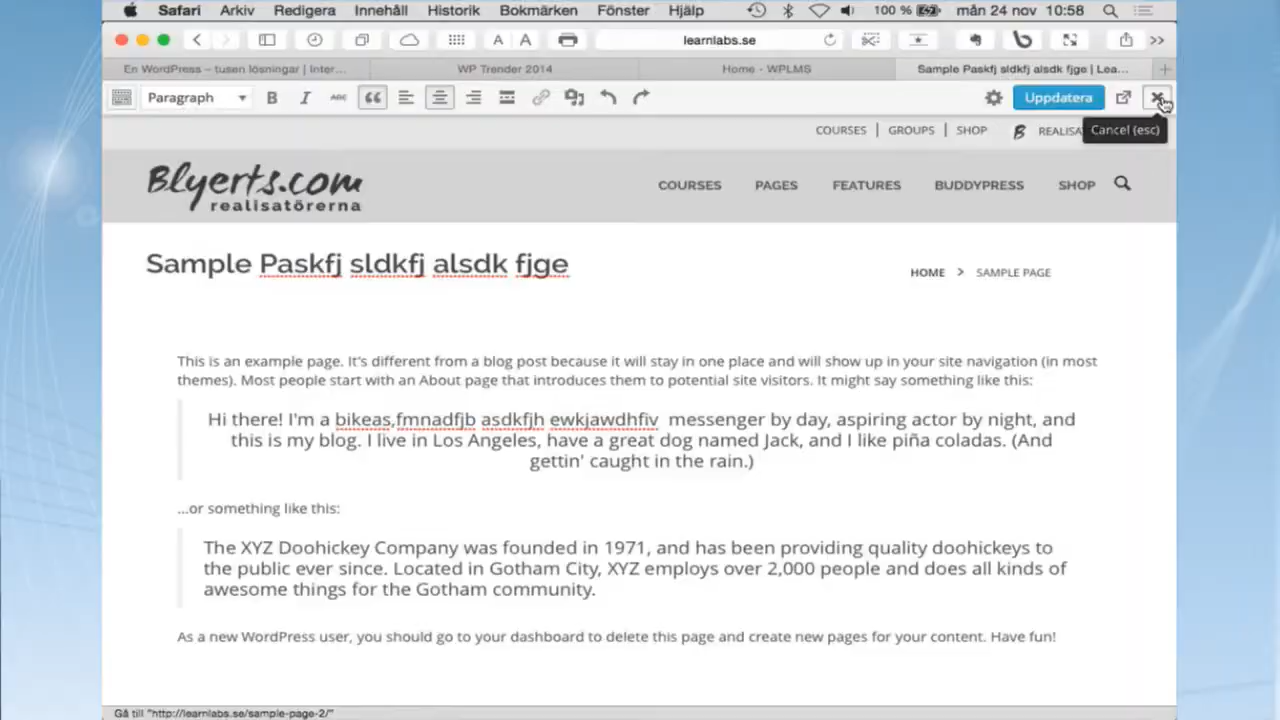 Safari Arkiv Redigera Innehåll Historik Bokmärken Fönster Hjälp 100 % mån 24 nov 10:58
A A learnlabs.se
En WordPress – tusen lösningar | Inter... WP Trender 2014 Home - WPLMS Sample Paskfj sldkfj alsdk fjge | Lea...
Paragraph B I ABC Uppdatera
COURSES | GROUPS | SHOP REALISA
Cancel (esc)
Blyerts.com
realisatörerna
COURSES PAGES FEATURES BUDDYPRESS SHOP
Sample Paskfj sldkfj alsdk fjge
HOME > SAMPLE PAGE
This is an example page. It's different from a blog post because it will stay in one place and will show up in your site navigation (in most
themes). Most people start with an About page that introduces them to potential site visitors. It might say something like this:
Hi there! I'm a bikeas,fmnadfjb asdkfjh ewkjawdhfiv messenger by day, aspiring actor by night, and
this is my blog. I live in Los Angeles, have a great dog named Jack, and I like piña coladas. (And
gettin' caught in the rain.)
...or something like this:
The XYZ Doohickey Company was founded in 1971, and has been providing quality doohickeys to
the public ever since. Located in Gotham City, XYZ employs over 2,000 people and does all kinds of
awesome things for the Gotham community.
As a new WordPress user, you should go to your dashboard to delete this page and create new pages for your content. Have fun!
Gå till "http://learnlabs.se/sample-page-2/"